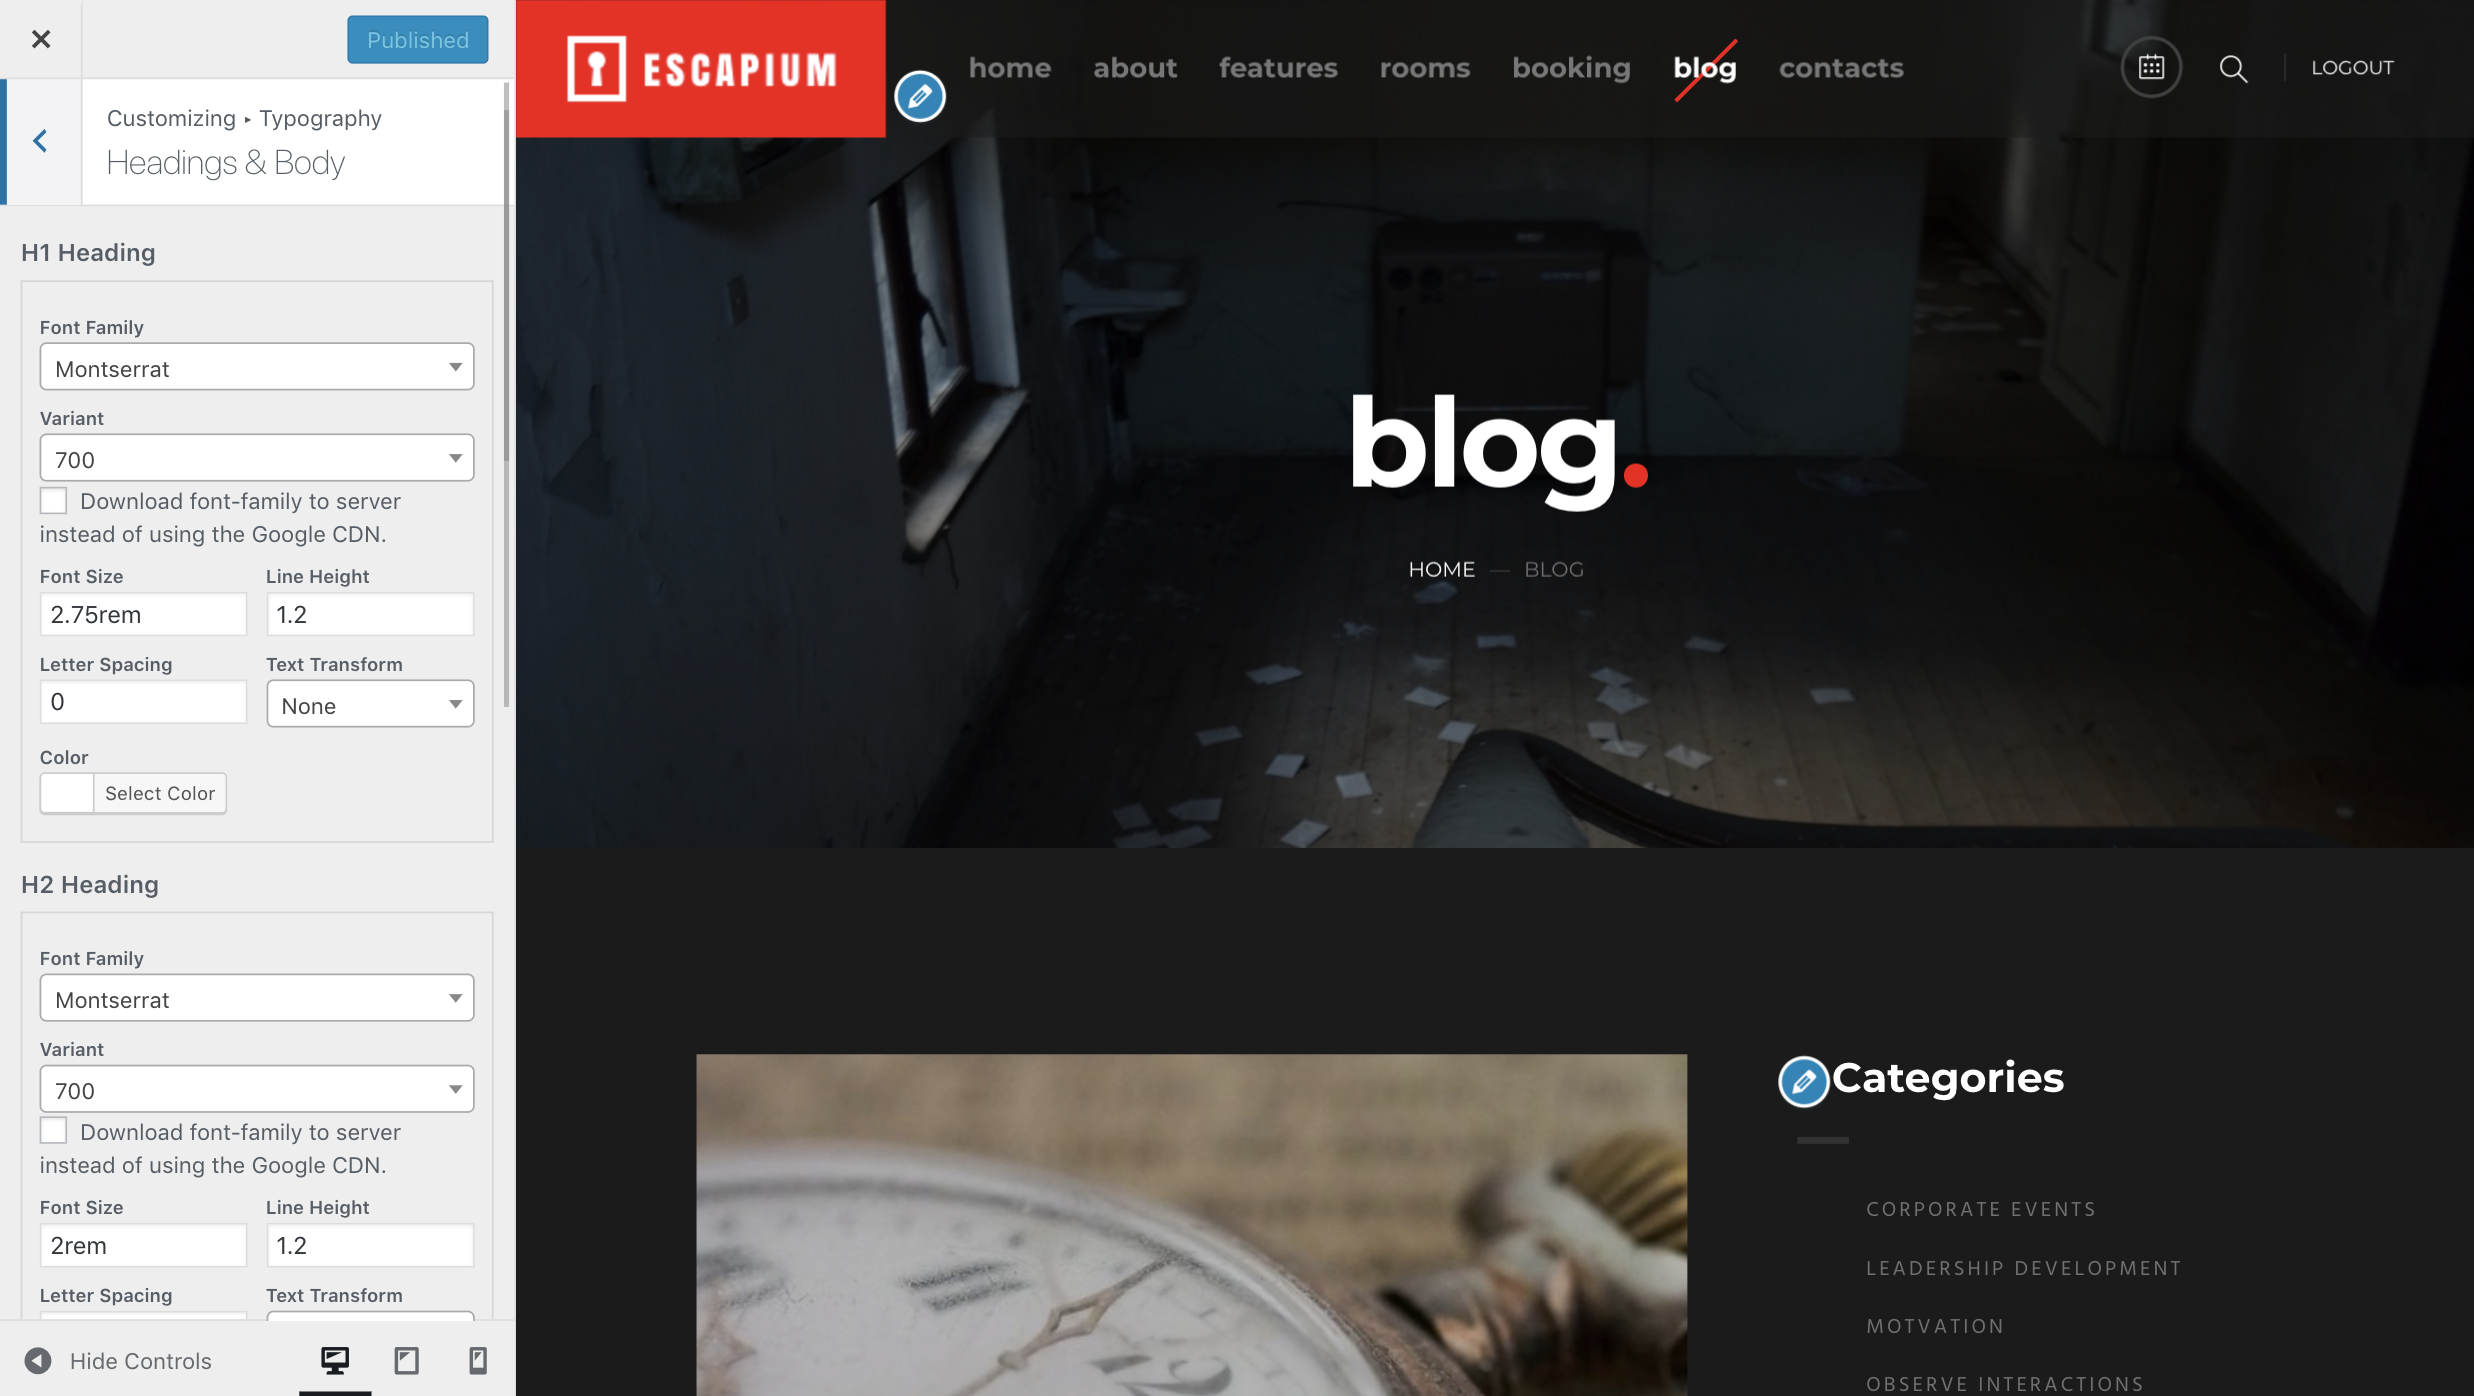 Published
Customizing ▸ Typography
Headings & Body
H1 Heading
Font Family
Montserrat
Variant
700
Download font-family to server
instead of using the Google CDN.
Font Size Line Height
2.75rem 1.2
Letter Spacing Text Transform
0 None
Color
Select Color
H2 Heading
Font Family
Montserrat
Variant
700
Download font-family to server
instead of using the Google CDN.
Font Size Line Height
2rem 1.2
Letter Spacing Text Transform
Hide Controls
ESCAPIUM
home about features rooms booking blog contacts
LOGOUT
blog.
HOME — BLOG
Categories
CORPORATE EVENTS
LEADERSHIP DEVELOPMENT
MOTVATION
OBSERVE INTERACTIONS